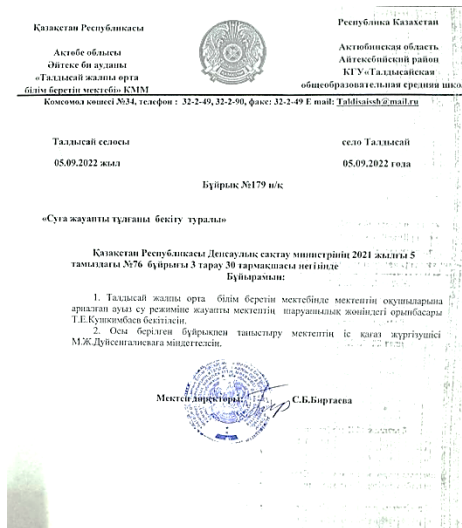 Қазақстан Республикасы
Республика Казахстан
Ақтөбе облысы
Әйтеке би ауданы
«Талдысай жалпы орта
білім беретін мектебі» КММ
Актюбинская область
Айтекебийский район
КГУ«Талдысайская
общеобразовательная средняя шко
Комсомол көшесі №34, телефон : 32-2-49, 32-2-90, факс: 32-2-49 E mail: Taldisaissh@mail.ru
Талдысай селосы
село Талдысай
05.09.2022 жыл
05.09.2022 года
Бұйрық №179 н/қ
«Суға жауапты тұлғаны бекіту туралы»
Қазақстан Республикасы Денсаулық сақтау министрінің 2021 жылғы 5
тамыздағы №76 бұйрығы 3 тарау 30 тармақшасы негізінде
Бұйырамын:
1. Талдысай жалпы орта білім беретін мектебінде мектептің оқушыларына
арналған ауыз су режиміне жауапты мектептің шаруашылық жөніндегі орынбасары
Т.Е.Кушкимбаев бекітілсін.
2. Осы берілген бұйрықпен таныстыру мектептің іс қағаз жүргізушісі
М.Ж.Дуйсенгалиеваға міндеттелсін.
Мектеп директоры:
С.Б.Биртаева